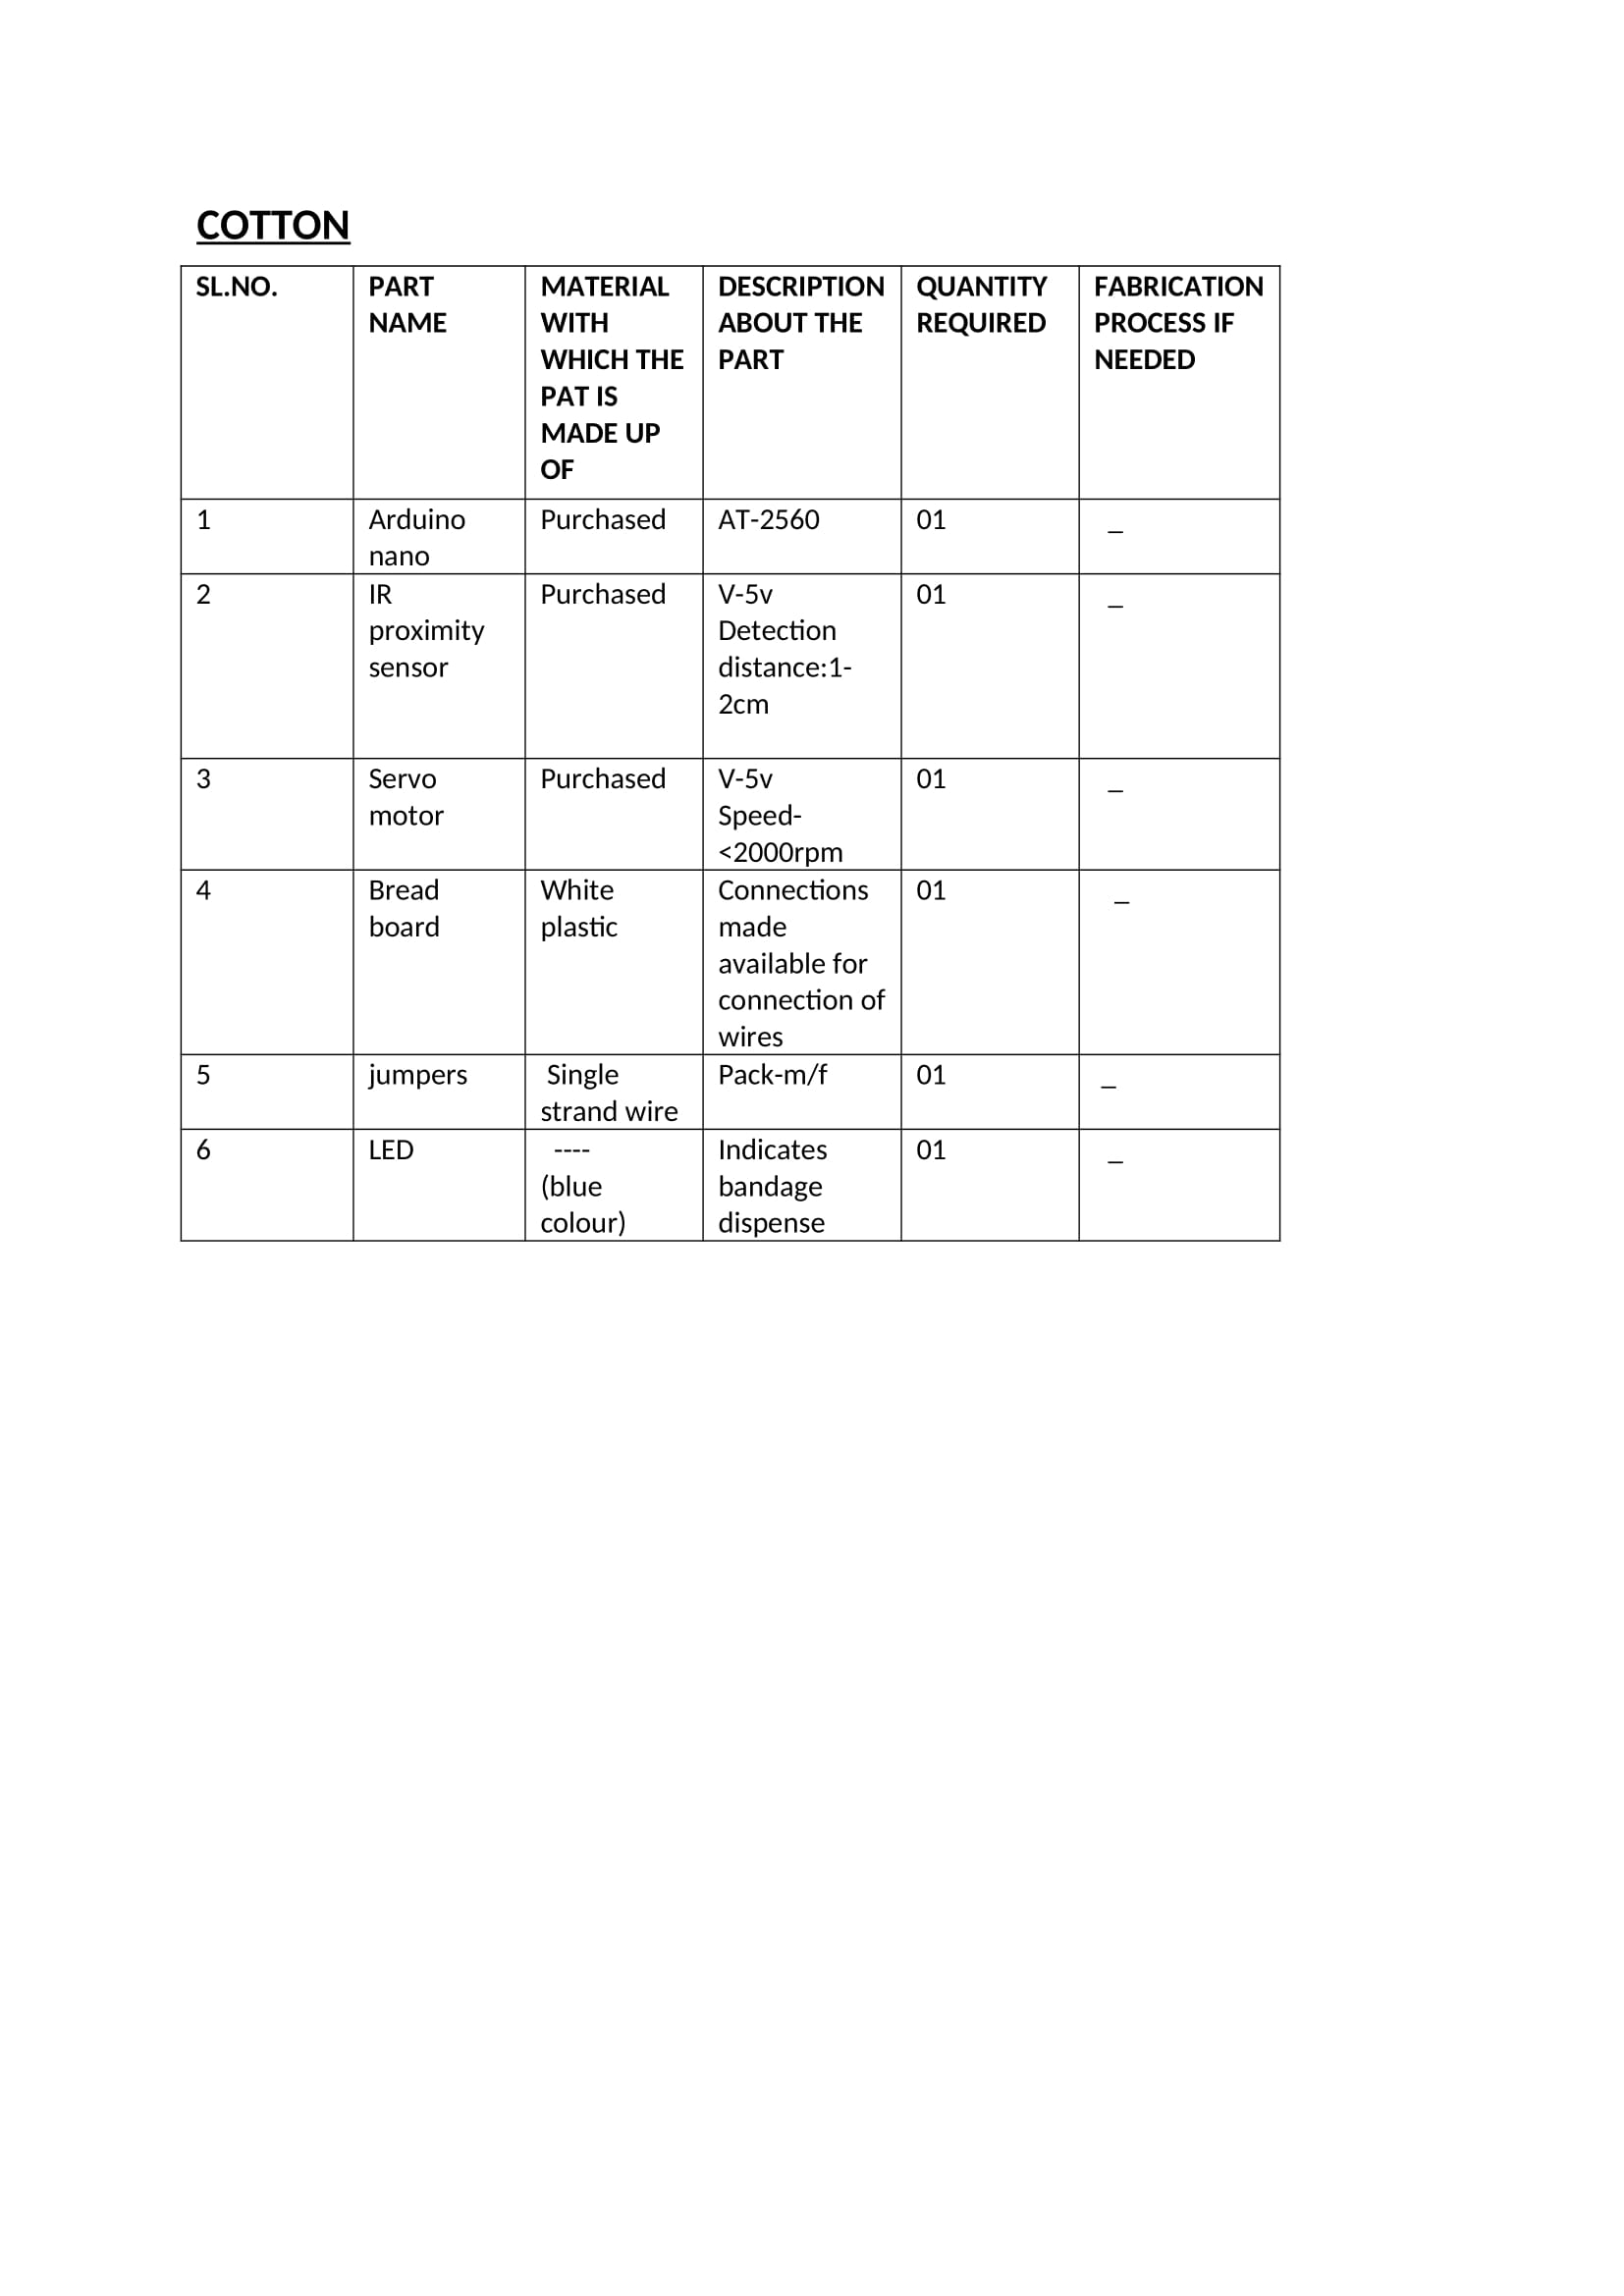 COTTON
SL.NO.
PART
NAME
MATERIAL
WITH
WHICH THE
PAT IS
MADE UP
OF
DESCRIPTION
ABOUT THE
PART
QUANTITY
REQUIRED
FABRICATION
PROCESS IF
NEEDED
1
Arduino
nano
Purchased
AT-2560
01
_
2
IR
proximity
sensor
Purchased
V-5v
Detection
distance:1-
2cm
01
_
3
Servo
motor
Purchased
V-5v
Speed-
<2000rpm
01
_
4
Bread
board
White
plastic
Connections
made
available for
connection of
wires
01
_
5
jumpers
Single
strand wire
Pack-m/f
01
_
6
LED
----
(blue
colour)
Indicates
bandage
dispense
01
_